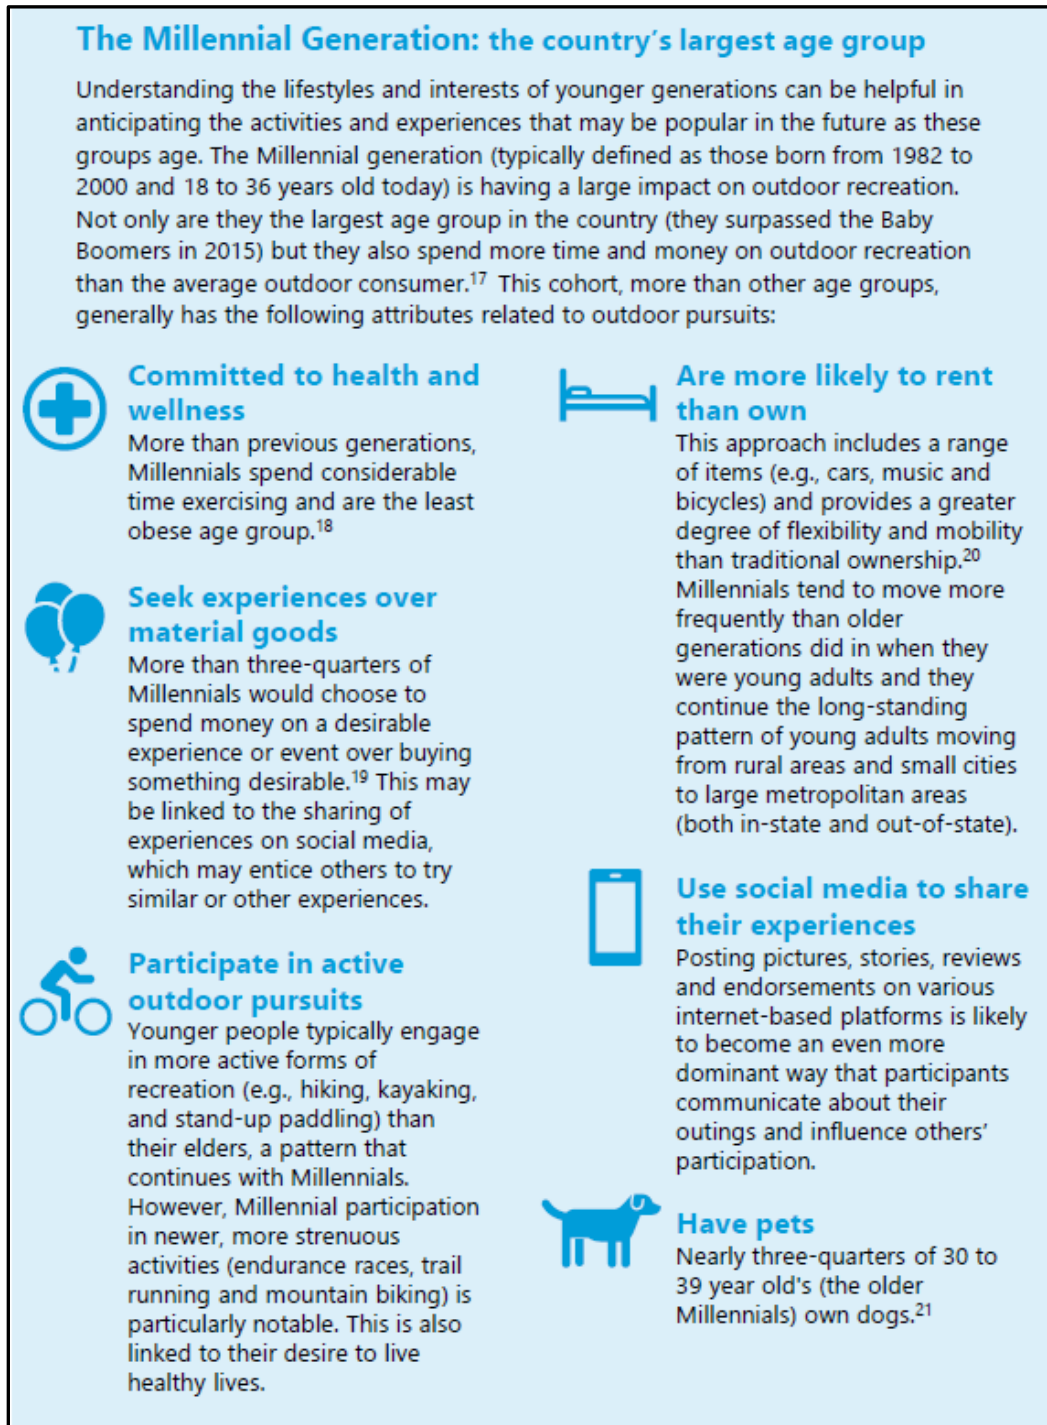 The Millennial Generation: the country's largest age group
Understanding the lifestyles and interests of younger generations can be helpful in
anticipating the activities and experiences that may be popular in the future as these
groups age. The Millennial generation (typically defined as those born from 1982 to
2000 and 18 to 36 years old today) is having a large impact on outdoor recreation.
Not only are they the largest age group in the country (they surpassed the Baby
Boomers in 2015) but they also spend more time and money on outdoor recreation
than the average outdoor consumer.17 This cohort, more than other age groups,
generally has the following attributes related to outdoor pursuits:
Committed to health and
wellness
More than previous generations,
Millennials spend considerable
time exercising and are the least
obese age group.18
Seek experiences over
material goods
More than three-quarters of
Millennials would choose to
spend money on a desirable
experience or event over buying
something desirable.19 This may
be linked to the sharing of
experiences on social media,
which may entice others to try
similar or other experiences.
Participate in active
outdoor pursuits
Younger people typically engage
in more active forms of
recreation (e.g., hiking, kayaking,
and stand-up paddling) than
their elders, a pattern that
continues with Millennials.
However, Millennial participation
in newer, more strenuous
activities (endurance races, trail
running and mountain biking) is
particularly notable. This is also
linked to their desire to live
healthy lives.
Are more likely to rent
than own
This approach includes a range
of items (e.g., cars, music and
bicycles) and provides a greater
degree of flexibility and mobility
than traditional ownership.20
Millennials tend to move more
frequently than older
generations did in when they
were young adults and they
continue the long-standing
pattern of young adults moving
from rural areas and small cities
to large metropolitan areas
(both in-state and out-of-state).
Use social media to share
their experiences
Posting pictures, stories, reviews
and endorsements on various
internet-based platforms is likely
to become an even more
dominant way that participants
communicate about their
outings and influence others'
participation.
Have pets
Nearly three-quarters of 30 to
39 year old's (the older
Millennials) own dogs.21